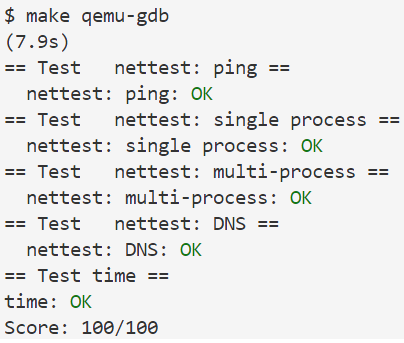 $ make qemu-gdb
(7.9s)
== Test   nettest: ping ==
  nettest: ping: OK
== Test   nettest: single process ==
  nettest: single process: OK
== Test   nettest: multi-process ==
  nettest: multi-process: OK
== Test   nettest: DNS ==
  nettest: DNS: OK
== Test time ==
time: OK
Score: 100/100